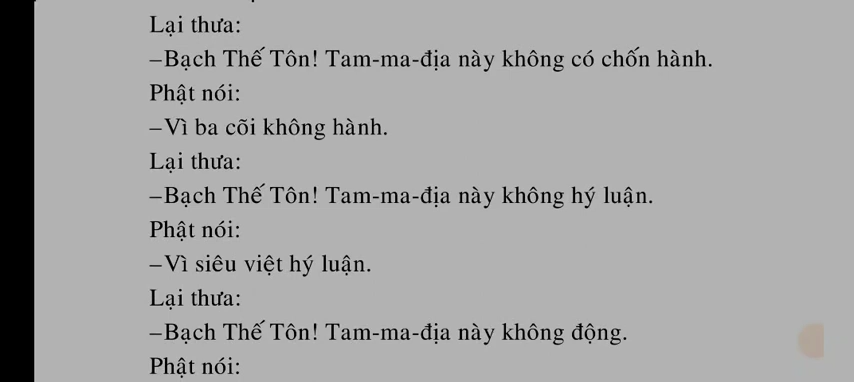 Lại thưa:
–Bạch Thế Tôn! Tam-ma-địa này không có chốn hành.
Phật nói:
–Vì ba cõi không hành.
Lại thưa:
–Bạch Thế Tôn! Tam-ma-địa này không hý luận.
Phật nói:
–Vì siêu việt hý luận.
Lại thưa:
–Bạch Thế Tôn! Tam-ma-địa này không động.
Phật nói: